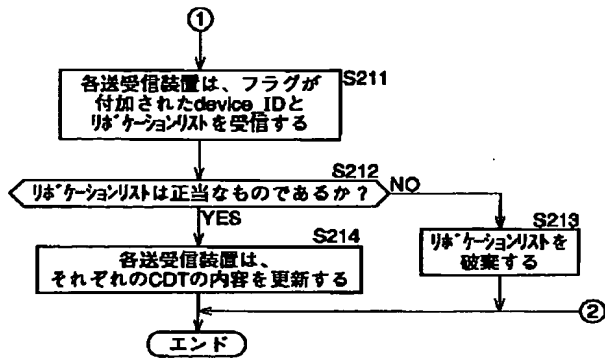 ①
S211
各送受信装置は、フラグが
付加されたdevice_IDと
リボケーションリストを受信する
S212
リボケーションリストは正当なものであるか?
NO
YES
S213
リボケーションリストを
破棄する
S214
各送受信装置は、
それぞれのCDTの内容を更新する
②
エンド